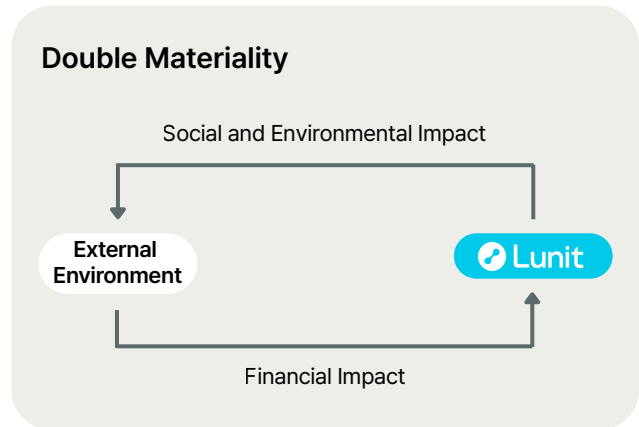 Double Materiality
Social and Environmental Impact
External
Environment
Lunit
Financial Impact